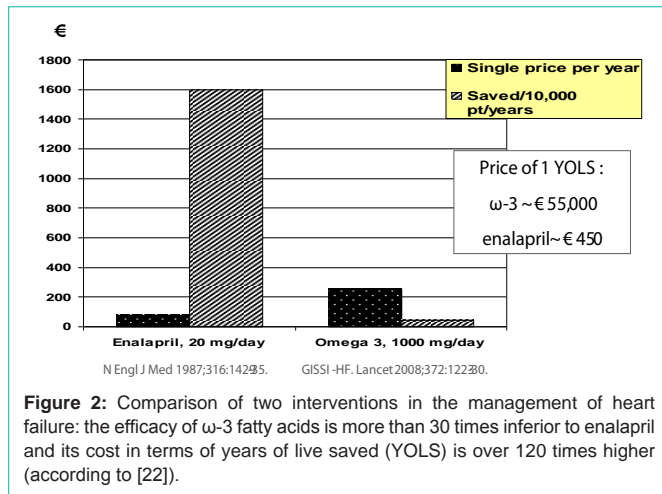 €
1800
1600
1400
1200
1000
800
600
400
200
0
Single price per year
Saved/10,000
pt/years
Price of 1 YOLS :
ω-3 ~ € 55,000
enalapril~ € 450
Enalapril, 20 mg/day
Omega 3, 1000 mg/day
N Engl J Med 1987;316:1429-35.
GISSI -HF. Lancet 2008;372:1223-30.
Figure 2: Comparison of two interventions in the management of heart
failure: the efficacy of ω-3 fatty acids is more than 30 times inferior to enalapril
and its cost in terms of years of live saved (YOLS) is over 120 times higher
(according to [22]).